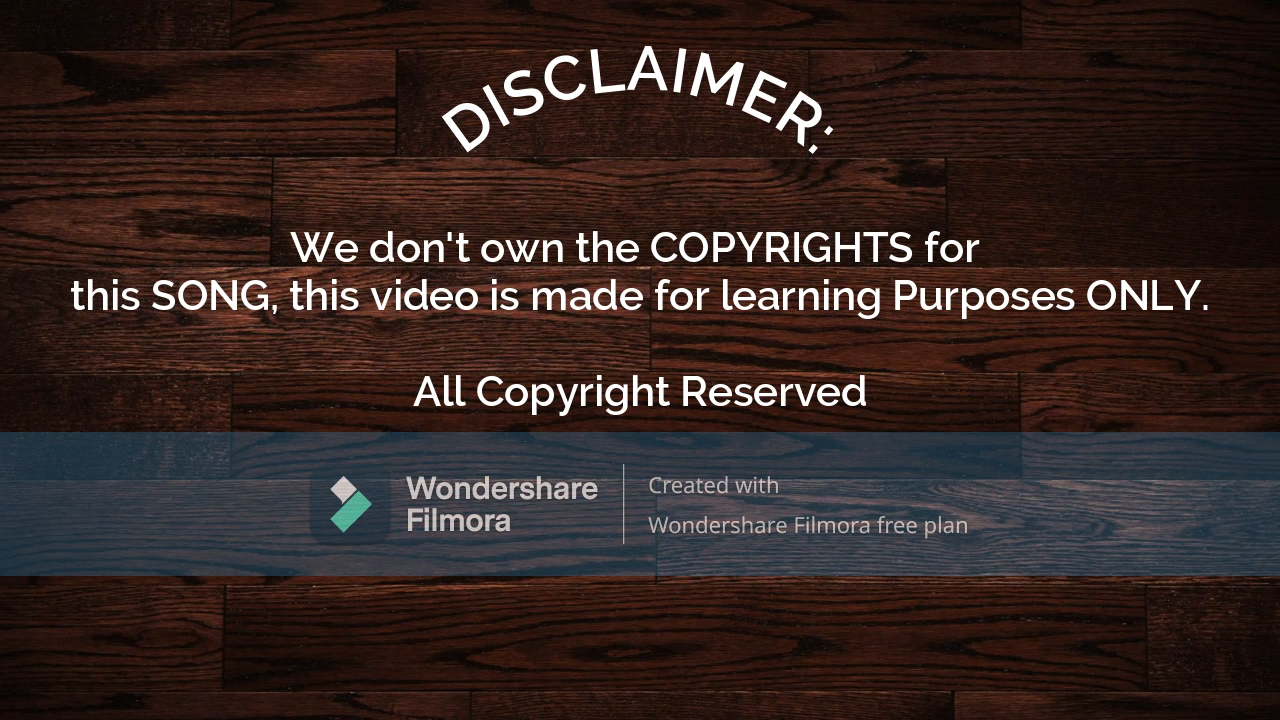 DISCLAIMER:
We don't own the COPYRIGHTS for
this SONG, this video is made for learning Purposes ONLY.
All Copyright Reserved
Wondershare
Filmora
Created with
Wondershare Filmora free plan